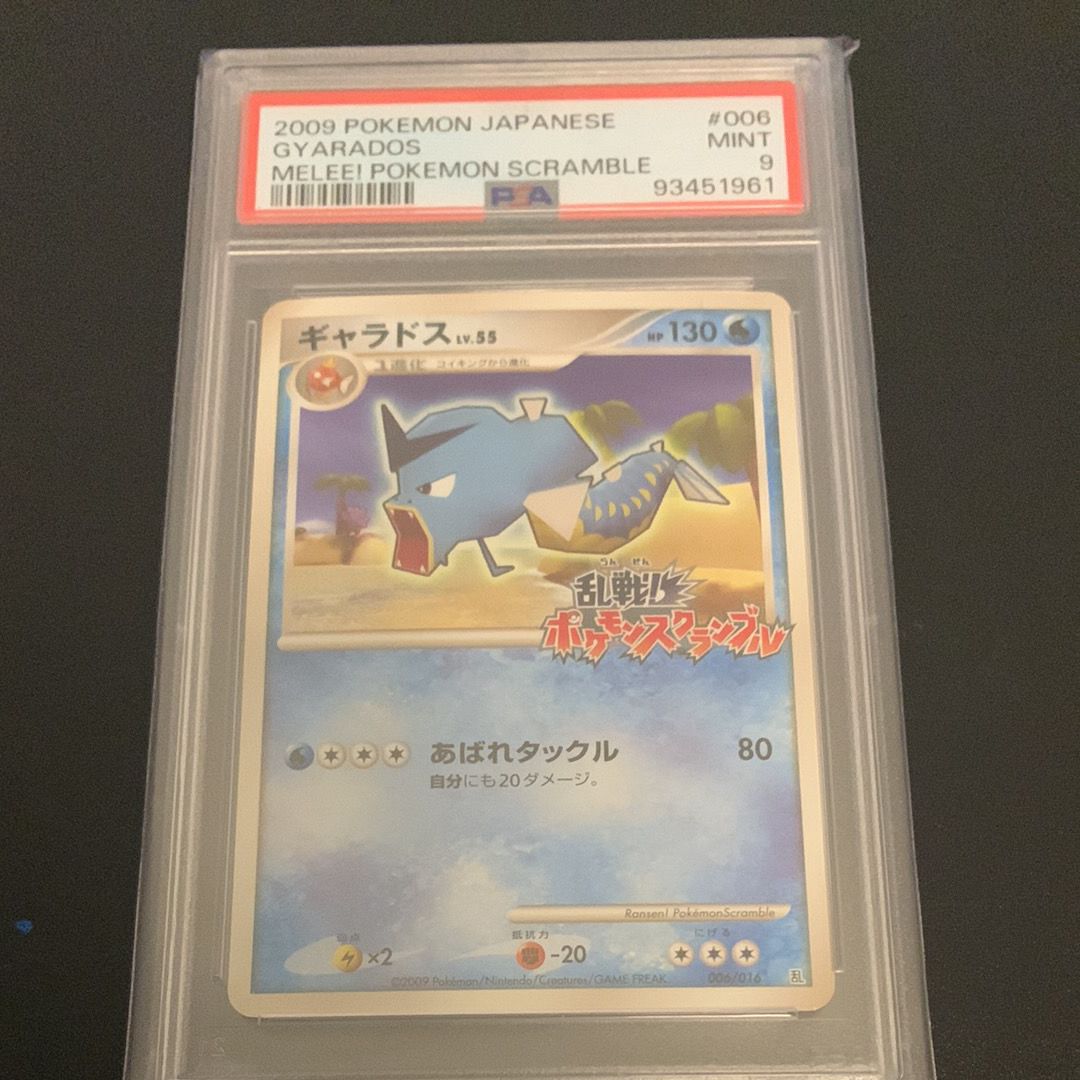 2009 POKEMON JAPANESE #006
GYARADOS MINT
MELEE! POKEMON SCRAMBLE 9
PSA 93451961
ギャラドス LV.55 HP 130
1進化 コイキングから進化
らん せん
乱戦!
ポケモンスクランブル
あばれタックル 80
自分にも20ダメージ。
Ransen! PokémonScramble
弱点 抵抗力 にげる
×2 -20
©2009 Pokémon/Nintendo/Creatures/GAME FREAK. 006/016 乱